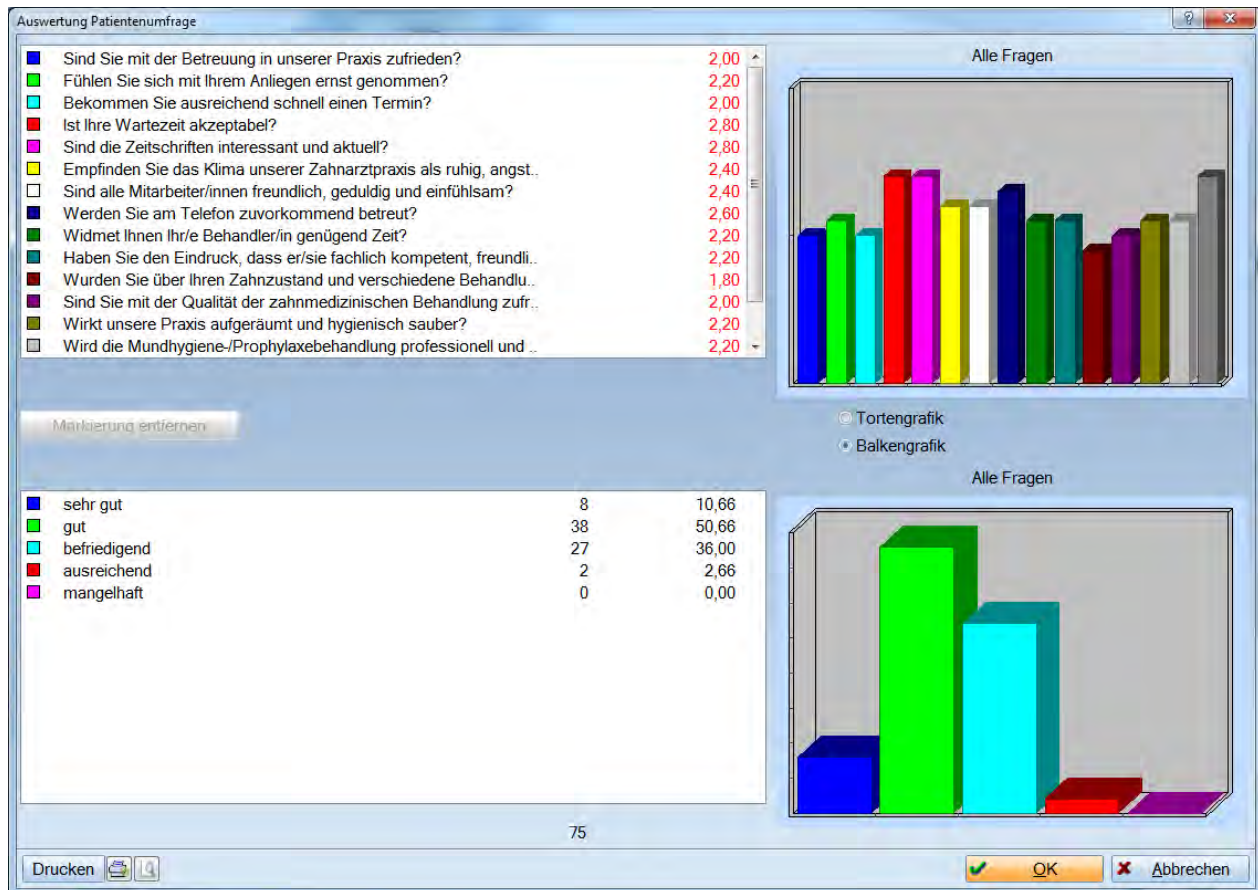 Auswertung Patientenumfrage
Sind Sie mit der Betreuung in unserer Praxis zufrieden? 2,00
Fühlen Sie sich mit Ihrem Anliegen ernst genommen? 2,20
Bekommen Sie ausreichend schnell einen Termin? 2,00
Ist Ihre Wartezeit akzeptabel? 2,80
Sind die Zeitschriften interessant und aktuell? 2,80
Empfinden Sie das Klima unserer Zahnarztpraxis als ruhig, angst.. 2,40
Sind alle Mitarbeiter/innen freundlich, geduldig und einfühlsam? 2,40
Werden Sie am Telefon zuvorkommend betreut? 2,60
Widmet Ihnen Ihr/e Behandler/in genügend Zeit? 2,20
Haben Sie den Eindruck, dass er/sie fachlich kompetent, freundli.. 2,20
Wurden Sie über Ihren Zahnzustand und verschiedene Behandlu.. 1,80
Sind Sie mit der Qualität der zahnmedizinischen Behandlung zufr.. 2,00
Wirkt unsere Praxis aufgeräumt und hygienisch sauber? 2,20
Wird die Mundhygiene-/Prophylaxebehandlung professionell und .. 2,20
Alle Fragen
Markierung entfernen
Tortengrafik
Balkengrafik
Alle Fragen
sehr gut 8 10,66
gut 38 50,66
befriedigend 27 36,00
ausreichend 2 2,66
mangelhaft 0 0,00
75
Drucken
OK
Abbrechen